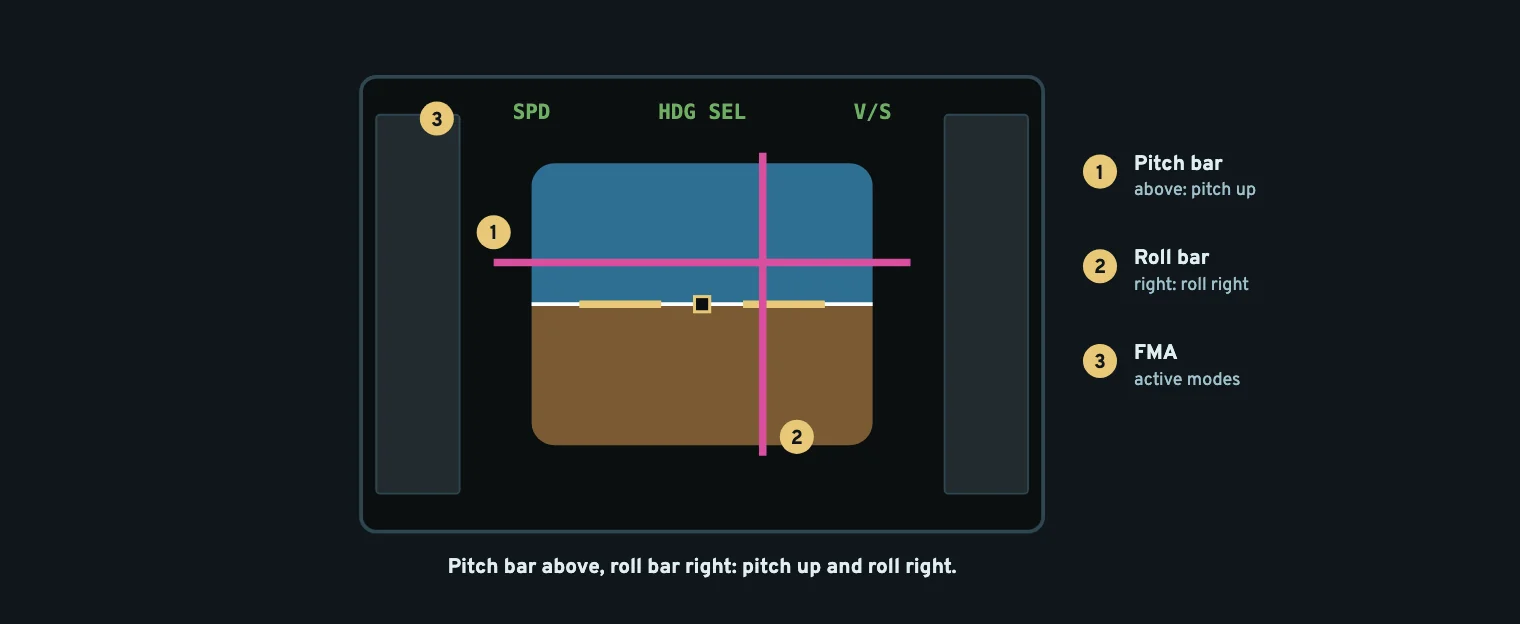 3
SPD HDG SEL V/S
1
2
1
Pitch bar
above: pitch up
2
Roll bar
right: roll right
3
FMA
active modes
Pitch bar above, roll bar right: pitch up and roll right.